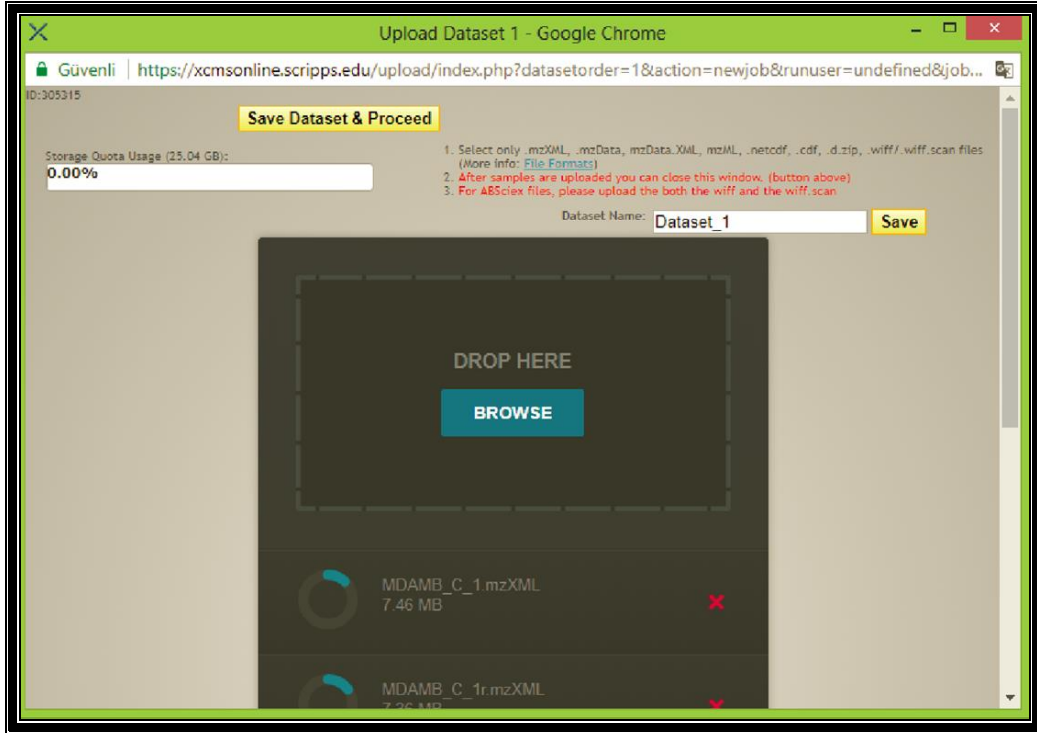 Upload Dataset 1 - Google Chrome
Güvenli | https://xcmsonline.scripps.edu/upload/index.php?datasetorder=1&action=newjob&runuser=undefined&job...
ID:305315
Save Dataset & Proceed
Storage Quota Usage (25.04 GB):
0.00%
1. Select only .mzXML, .mzData, mzData.XML, mzML, .netcdf, .cdf, .d.zip, .wiff/.wiff.scan files
(More info: File Formats)
2. After samples are uploaded you can close this window. (button above)
3. For ABSciex files, please upload the both the wiff and the wiff.scan
Dataset Name: Dataset_1 Save
DROP HERE
BROWSE
MDAMB_C_1.mzXML
7.46 MB
MDAMB_C_1r.mzXML
7.36 MB